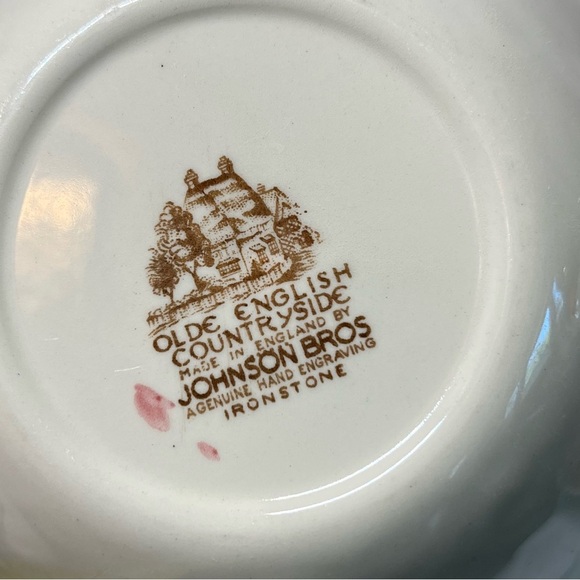 OLDE ENGLISH
COUNTRYSIDE
MADE IN ENGLAND BY
JOHNSON BROS
A GENUINE HAND ENGRAVING
IRONSTONE